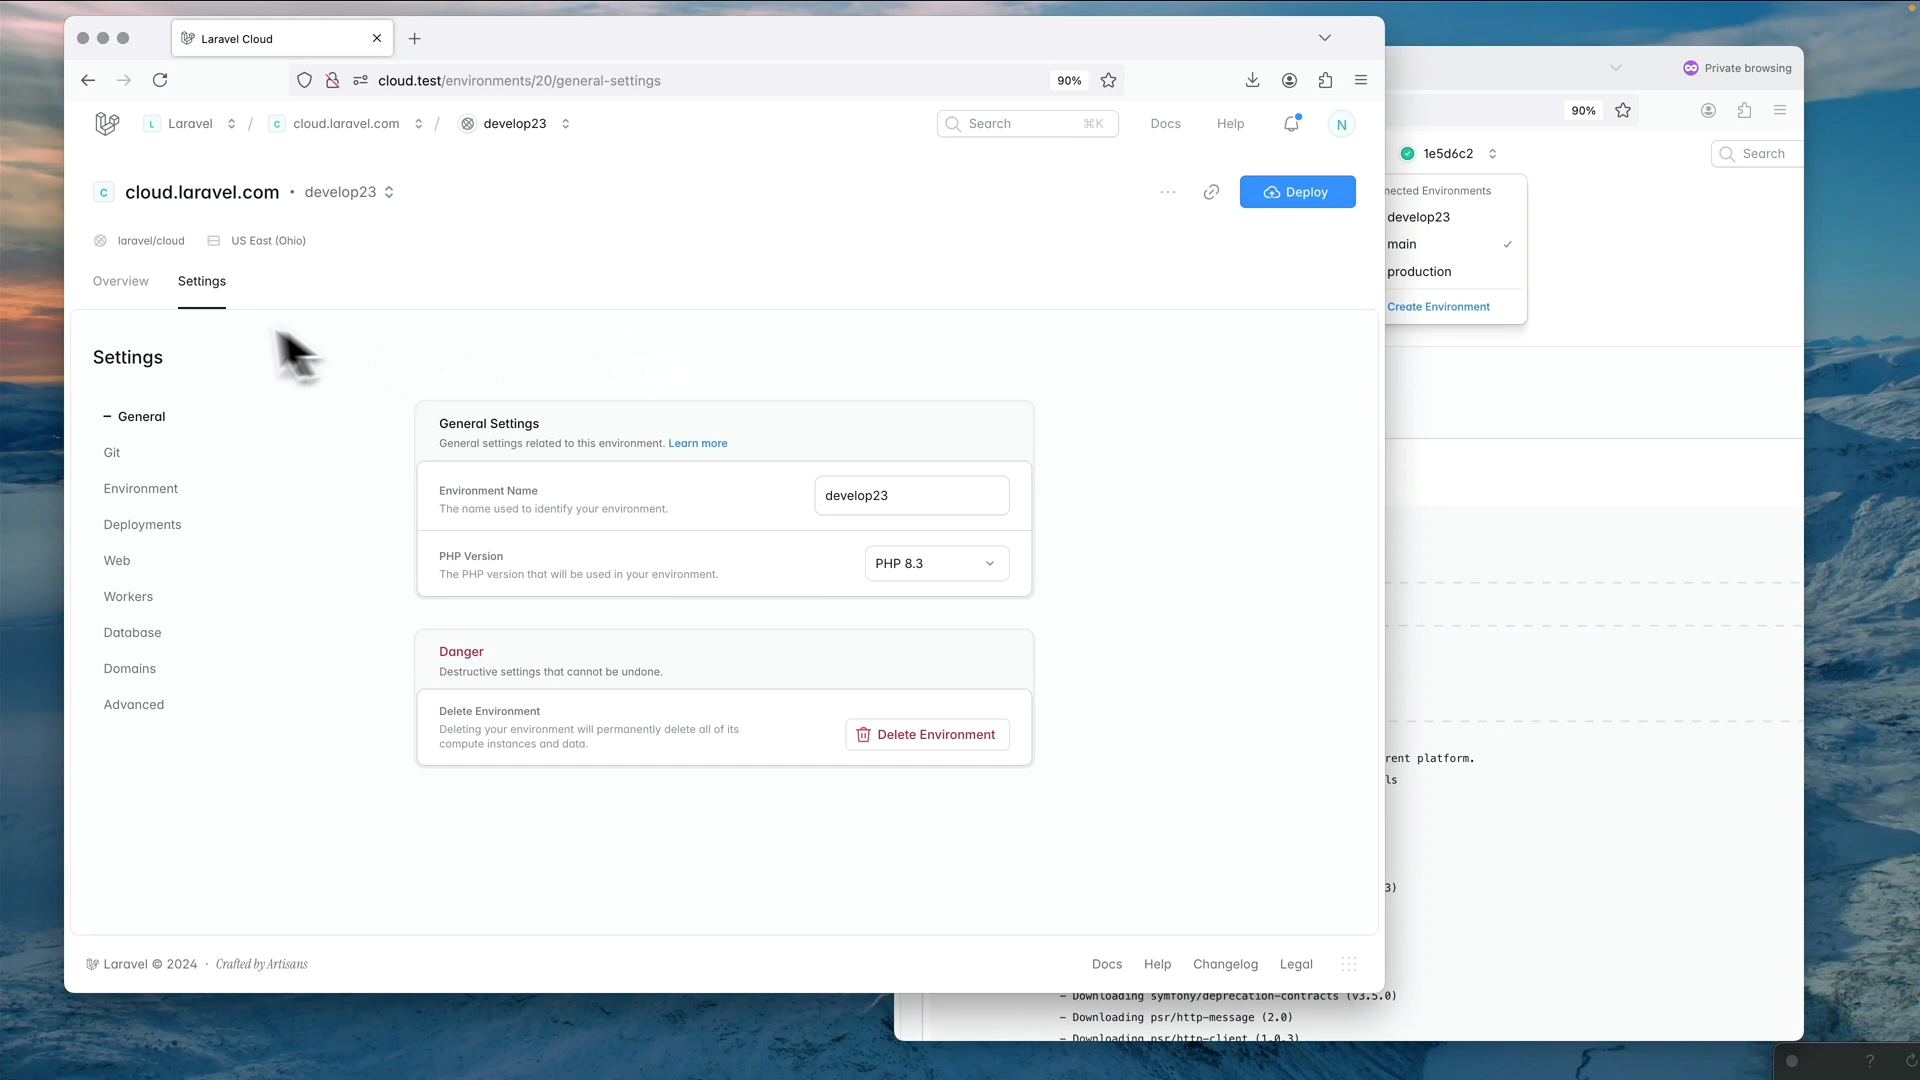 Laravel Cloud
cloud.test/environments/20/general-settings
90%
L Laravel / C cloud.laravel.com / develop23
Search ⌘K
Docs
Help
N
C cloud.laravel.com • develop23
Deploy
laravel/cloud
US East (Ohio)
Overview
Settings
Settings
– General
Git
Environment
Deployments
Web
Workers
Database
Domains
Advanced
General Settings
General settings related to this environment. Learn more
Environment Name
The name used to identify your environment.
develop23
PHP Version
The PHP version that will be used in your environment.
PHP 8.3
Danger
Destructive settings that cannot be undone.
Delete Environment
Deleting your environment will permanently delete all of its
compute instances and data.
Delete Environment
Laravel © 2024 · Crafted by Artisans
Docs
Help
Changelog
Legal
Private browsing
90%
1e5d6c2
Search
Environments
develop23
main
production
Create Environment
platform.
3)
– Downloading symfony/deprecation-contracts (v3.5.0)
– Downloading psr/http-message (2.0)
– Downloading psr/http-client (1.0.3)
?